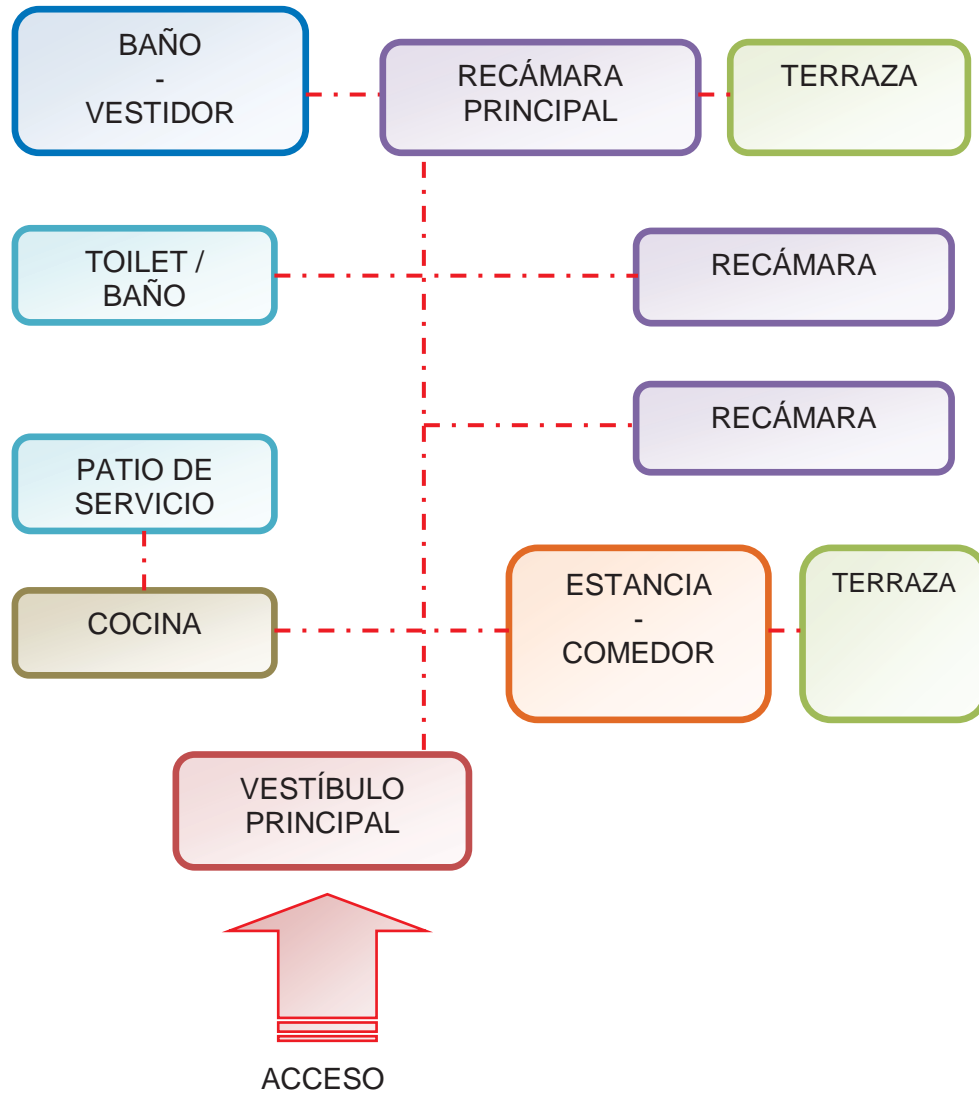 BAÑO
-
VESTIDOR
RECÁMARA
PRINCIPAL
TERRAZA
TOILET /
BAÑO
RECÁMARA
RECÁMARA
PATIO DE
SERVICIO
COCINA
ESTANCIA
-
COMEDOR
TERRAZA
VESTÍBULO
PRINCIPAL
ACCESO